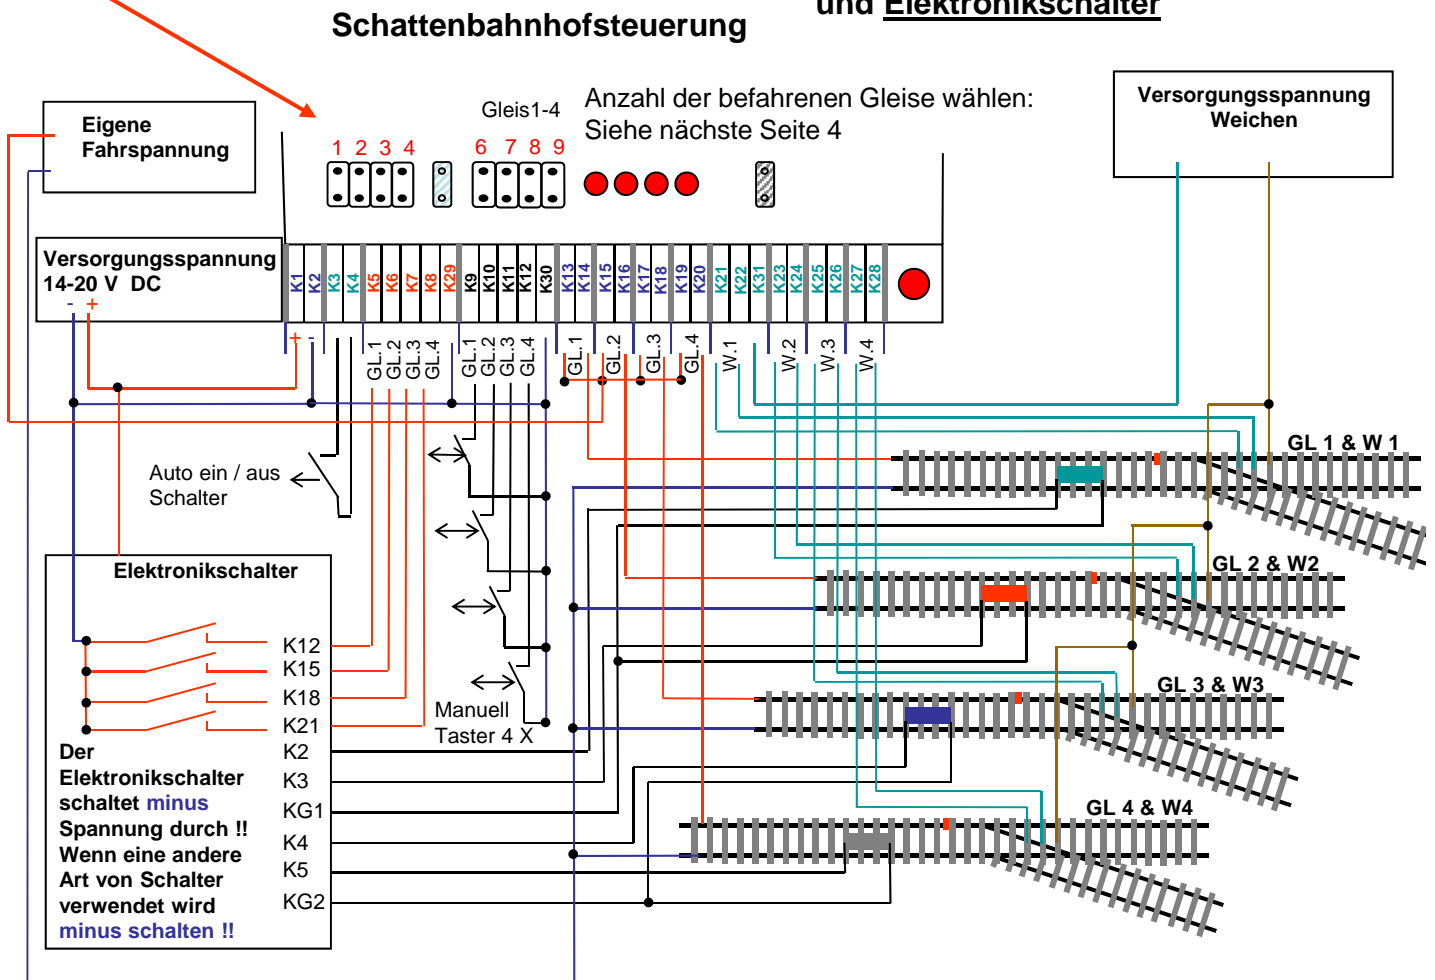 und Elektronikschalter
Schattenbahnhofsteuerung
Eigene
Fahrspannung
Gleis1-4
Anzahl der befahrenen Gleise wählen:
Siehe nächste Seite 4
Versorgungsspannung
Weichen
1 2 3 4
6 7 8 9
Versorgungsspannung
14-20 V DC
- +
K1 K2 K3 K4 K5 K6 K7 K8 K29 K9 K10 K11 K12 K30 K13 K14 K15 K16 K17 K18 K19 K20 K21 K22 K31 K23 K24 K25 K26 K27 K28
+ -
GL.1 GL.2 GL.3 GL.4
GL.1 GL.2 GL.3 GL.4
GL.1 GL.2 GL.3 GL.4
W.1 W.2 W.3 W.4
Auto ein / aus
Schalter
GL 1 & W 1
GL 2 & W2
GL 3 & W3
GL 4 & W4
Manuell
Taster 4 X
Elektronikschalter
K12
K15
K18
K21
K2
K3
KG1
K4
K5
KG2
Der
Elektronikschalter
schaltet minus
Spannung durch !!
Wenn eine andere
Art von Schalter
verwendet wird
minus schalten !!